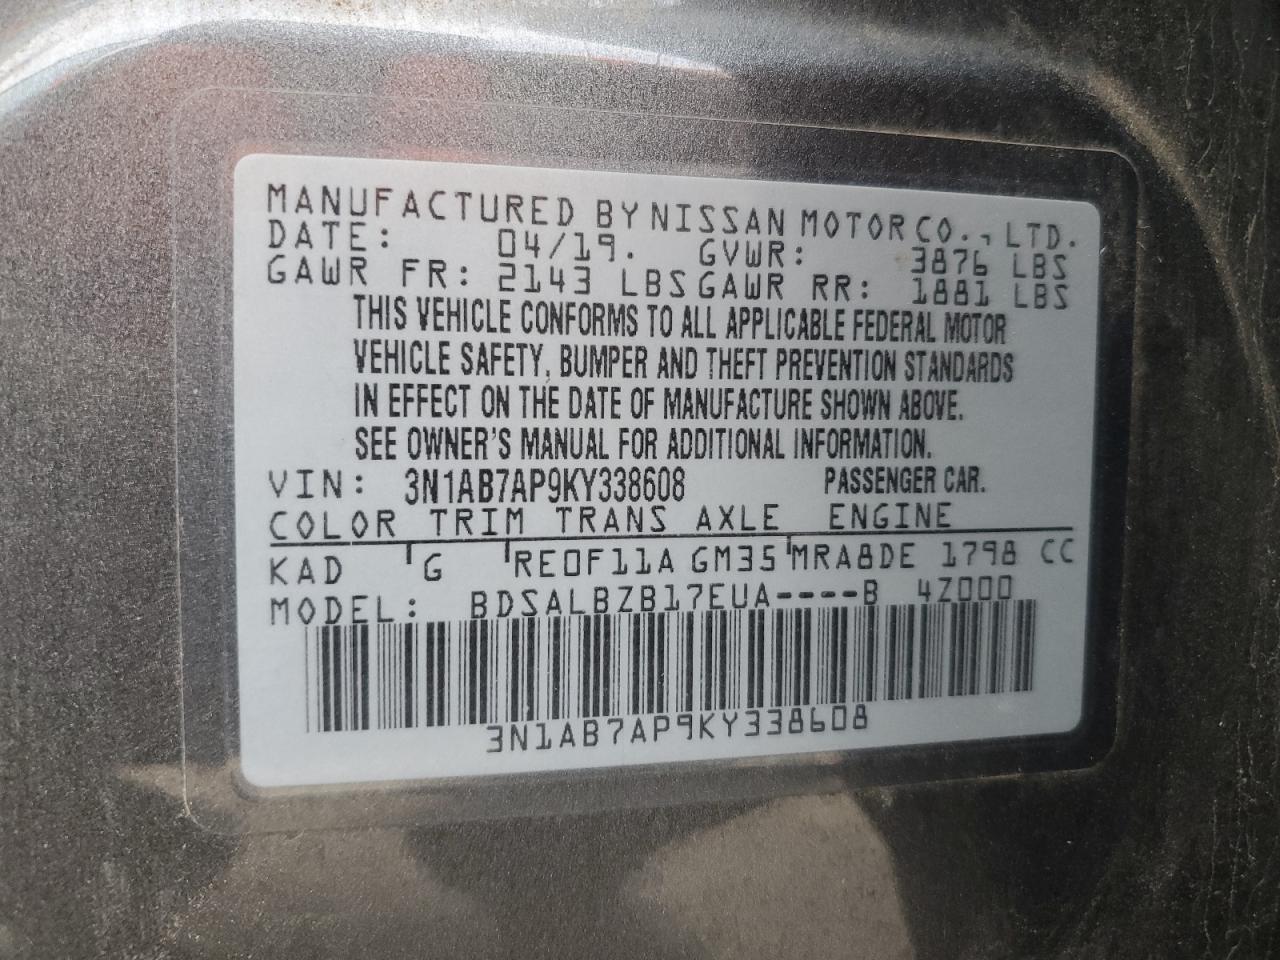 MANUFACTURED BY NISSAN MOTOR CO., LTD.
DATE: 04/19. GVWR: 3876 LBS
GAWR FR: 2143 LBS GAWR RR: 1881 LBS
THIS VEHICLE CONFORMS TO ALL APPLICABLE FEDERAL MOTOR
VEHICLE SAFETY, BUMPER AND THEFT PREVENTION STANDARDS
IN EFFECT ON THE DATE OF MANUFACTURE SHOWN ABOVE.
SEE OWNER'S MANUAL FOR ADDITIONAL INFORMATION.
VIN: 3N1AB7AP9KY338608 PASSENGER CAR.
COLOR TRIM TRANS AXLE ENGINE
KAD G RE0F11A GM35 MRA8DE 1798 CC
MODEL: BDSALBZB17EUA----B 4Z000
3N1AB7AP9KY338608